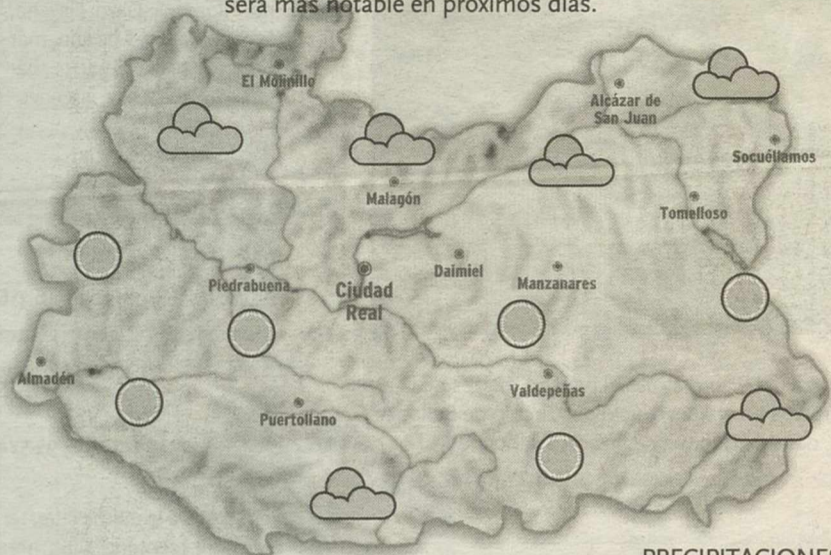 será más notable en próximos días.
El Molinillo
Alcázar de
San Juan
Socuéllamos
Malagón
Tomelloso
Daimiel
Piedrabuena
Ciudad
Real
Manzanares
Almadén
Valdepeñas
Puertollano
PRECIPITACIONES